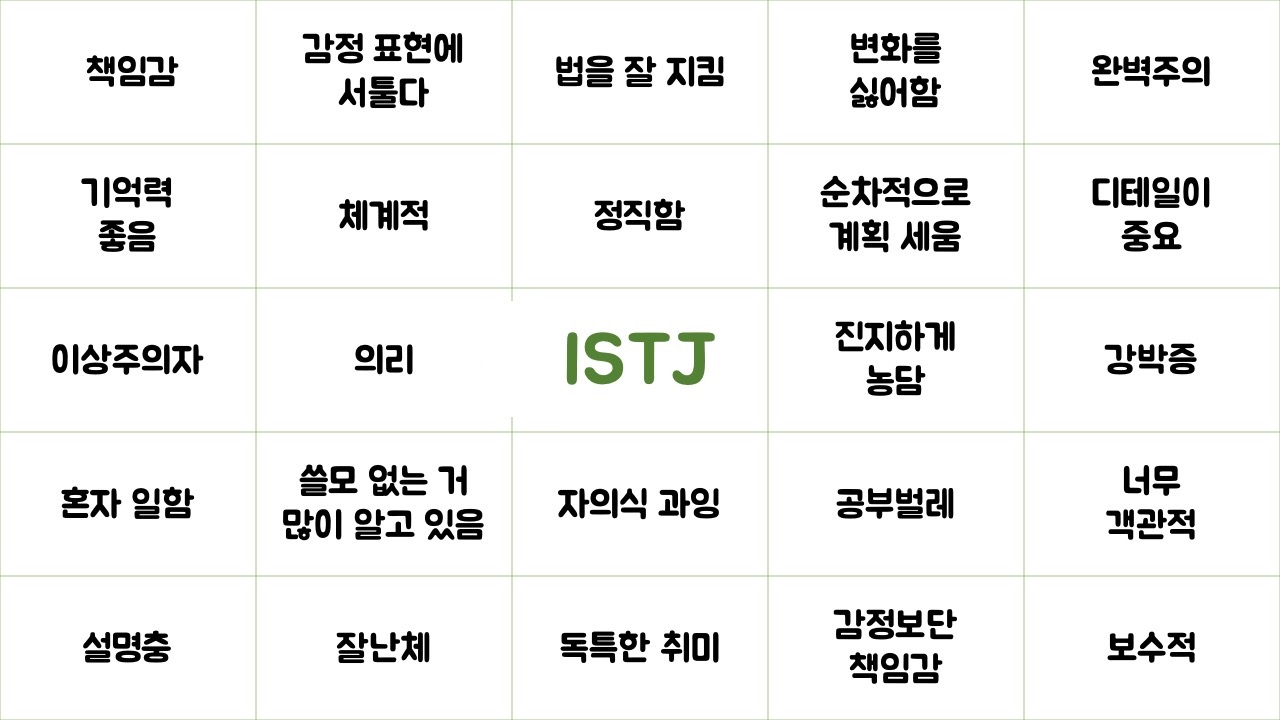 책임감
감정 표현에
서툴다
법을 잘 지킴
변화를
싫어함
완벽주의
기억력
좋음
체계적
정직함
순차적으로
계획 세움
디테일이
중요
이상주의자
의리
ISTJ
진지하게
농담
강박증
혼자 일함
쓸모 없는 거
많이 알고 있음
자의식 과잉
공부벌레
너무
객관적
설명충
잘난체
독특한 취미
감정보단
책임감
보수적